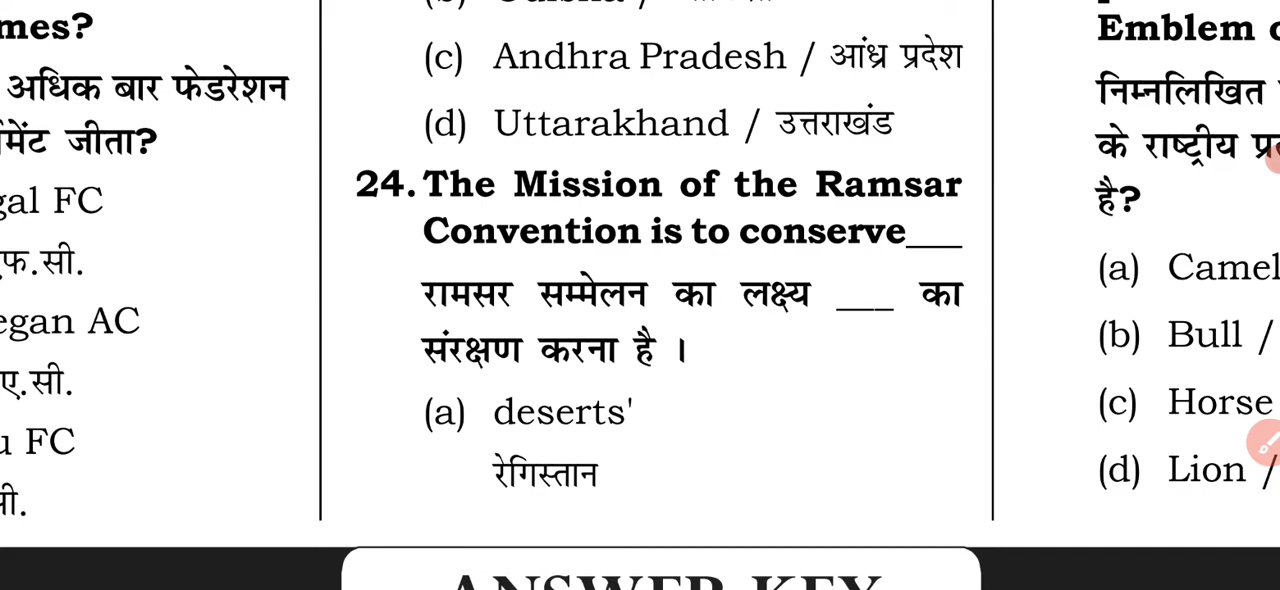 mes?
अधिक बार फेडरेशन
जीता?
gal FC
सी.
egan AC
ए.सी.
FC
सी.
(c) Andhra Pradesh / आंध्र प्रदेश
(d) Uttarakhand / उत्तराखंड
24. The Mission of the Ramsar
Convention is to conserve___
रामसर सम्मेलन का लक्ष्य ___ का
संरक्षण करना है ।
(a) deserts'
रेगिस्तान
Emblem
निम्नलिखित
के राष्ट्रीय
है?
(a) Camel
(b) Bull /
(c) Horse
(d) Lion /
ANSWER KEY